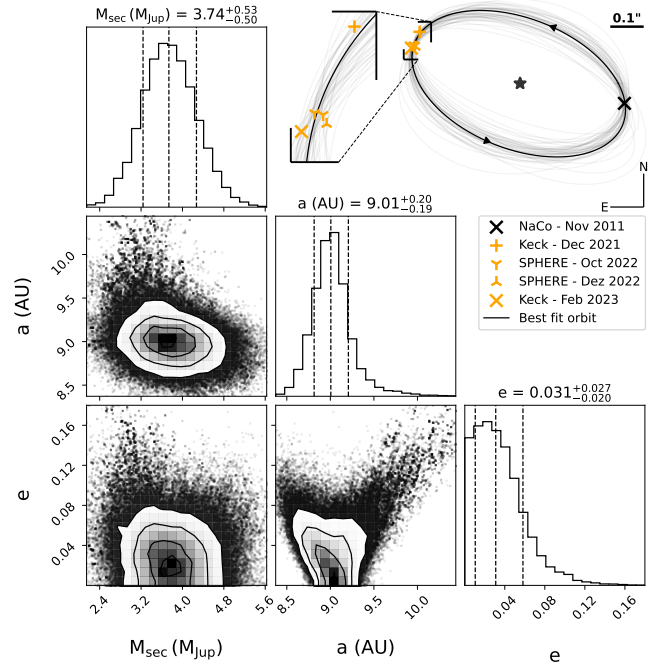 M_sec (M_Jup) = 3.74 +0.53 −0.50
0.1"
N
E
a (AU) = 9.01 +0.20 −0.19
NaCo - Nov 2011
Keck - Dec 2021
SPHERE - Oct 2022
SPHERE - Dez 2022
Keck - Feb 2023
Best fit orbit
a (AU)
10.0
9.5
9.0
8.5
e = 0.031 +0.027 −0.020
e
0.16
0.12
0.08
0.04
2.4 3.2 4.0 4.8 5.6
8.5 9.0 9.5 10.0
0.04 0.08 0.12 0.16
M_sec (M_Jup)
a (AU)
e